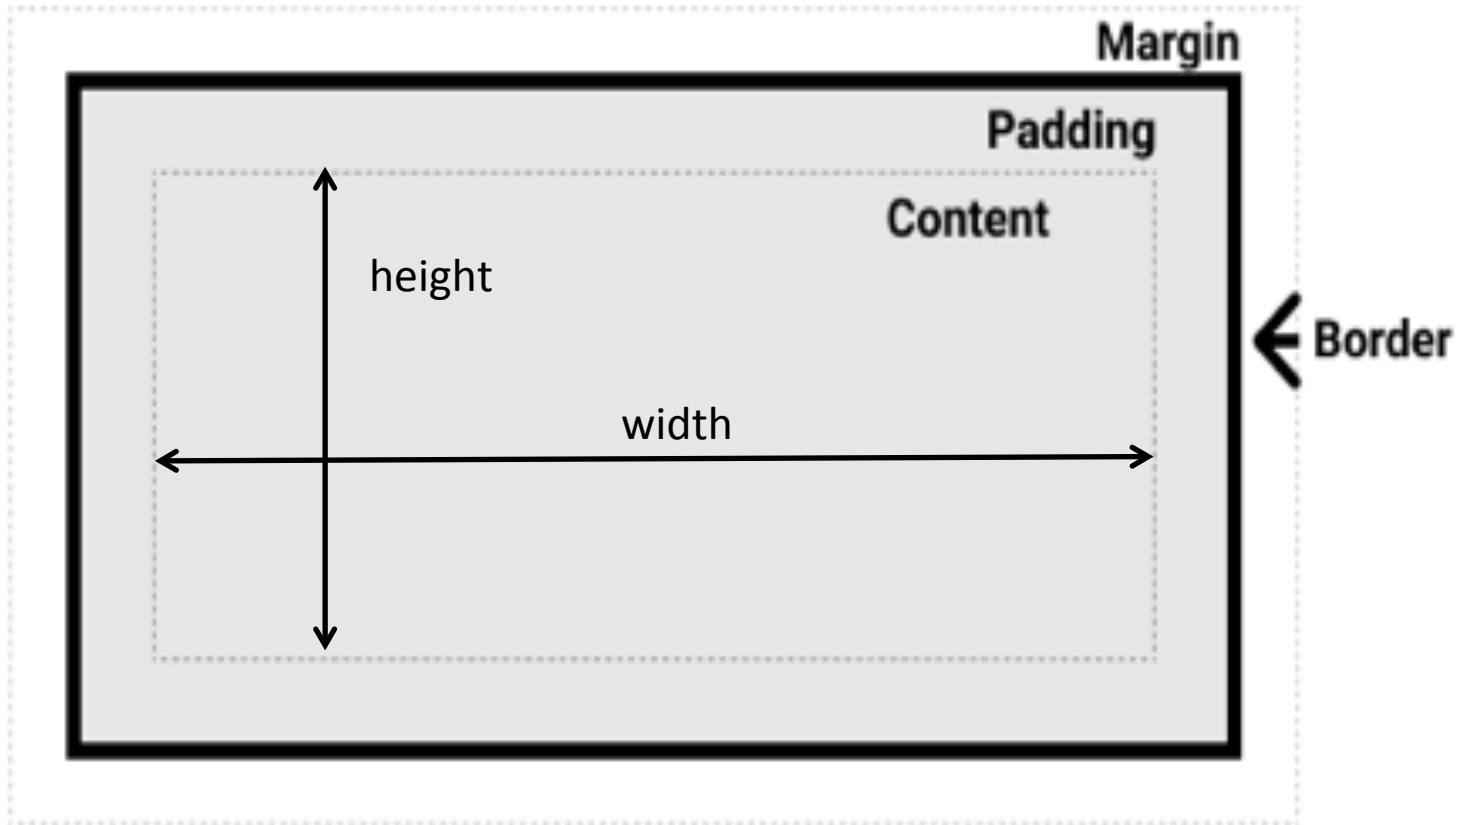 Margin
Padding
Content
height
Border
width